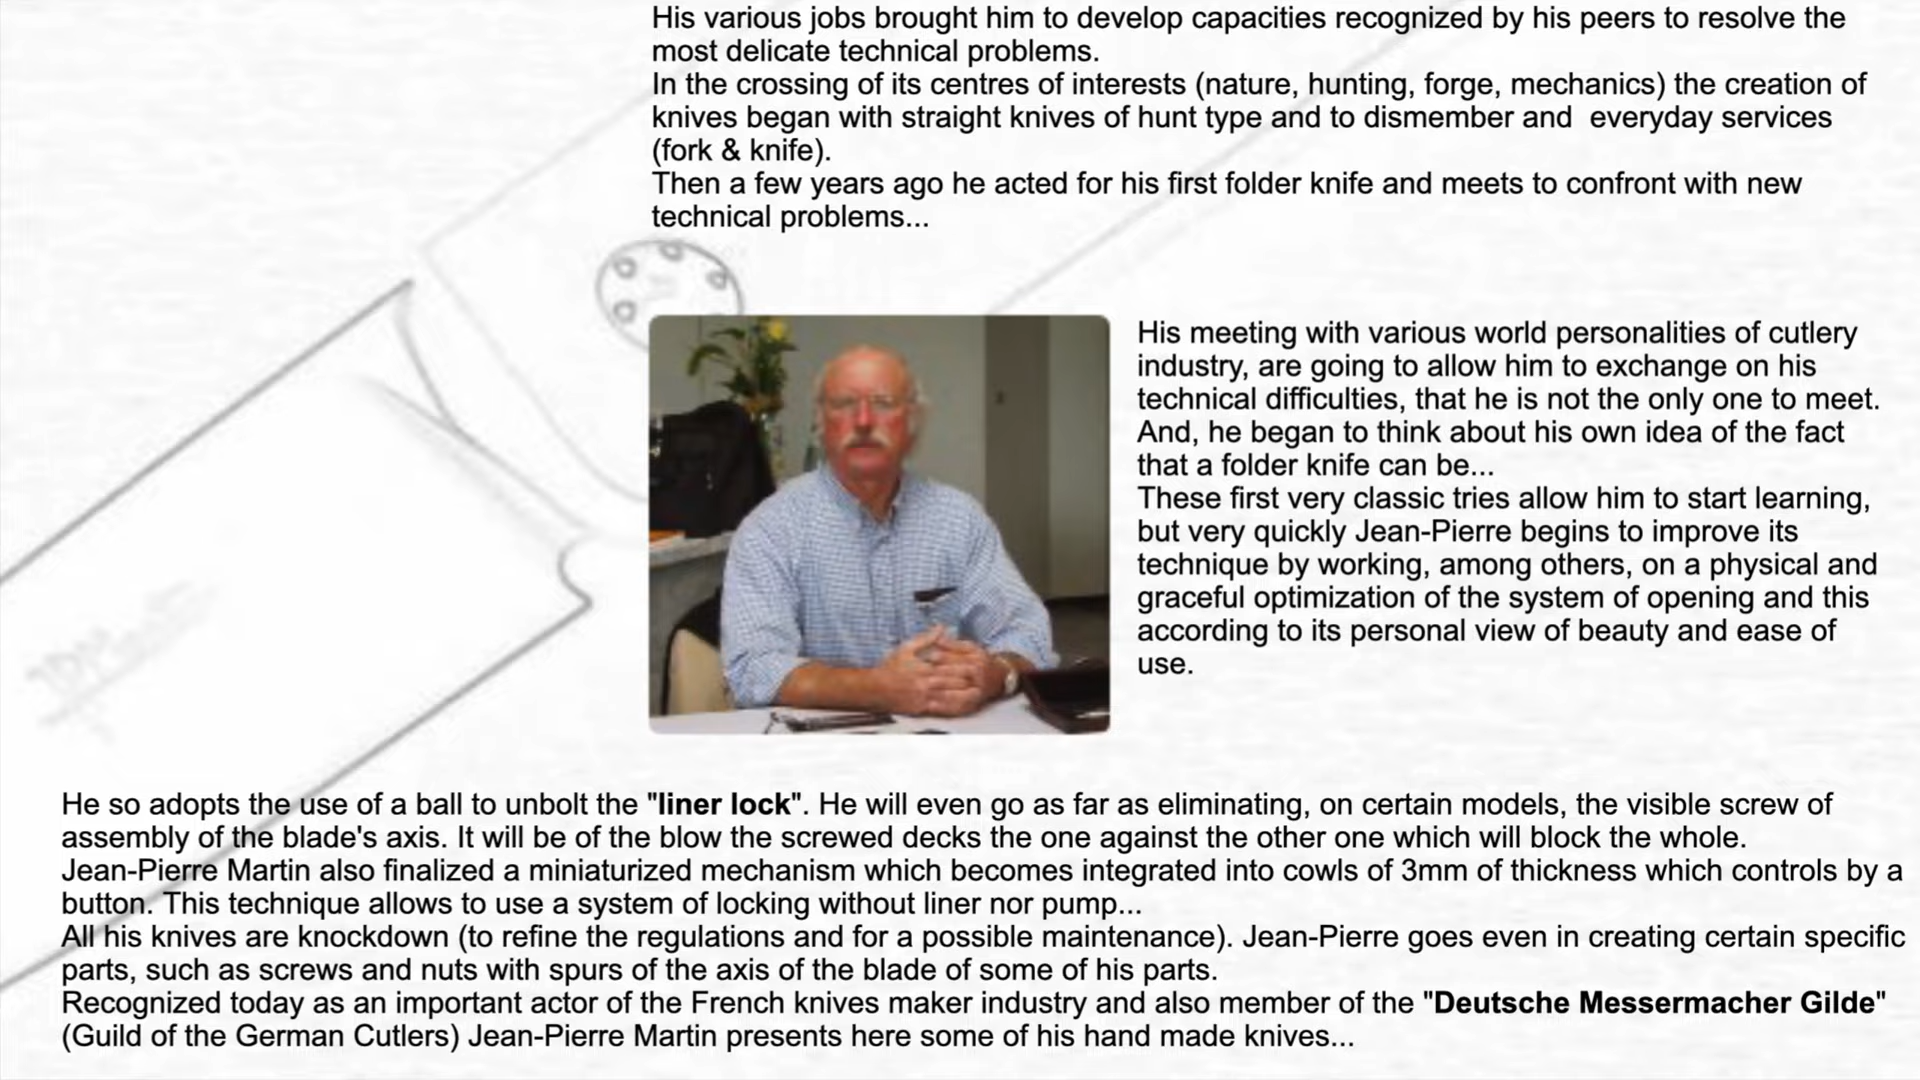 His various jobs brought him to develop capacities recognized by his peers to resolve the
most delicate technical problems.
In the crossing of its centres of interests (nature, hunting, forge, mechanics) the creation of
knives began with straight knives of hunt type and to dismember and  everyday services
(fork & knife).
Then a few years ago he acted for his first folder knife and meets to confront with new
technical problems...
His meeting with various world personalities of cutlery
industry, are going to allow him to exchange on his
technical difficulties, that he is not the only one to meet.
And, he began to think about his own idea of the fact
that a folder knife can be...
These first very classic tries allow him to start learning,
but very quickly Jean-Pierre begins to improve its
technique by working, among others, on a physical and
graceful optimization of the system of opening and this
according to its personal view of beauty and ease of
use.
He so adopts the use of a ball to unbolt the "liner lock". He will even go as far as eliminating, on certain models, the visible screw of
assembly of the blade's axis. It will be of the blow the screwed decks the one against the other one which will block the whole.
Jean-Pierre Martin also finalized a miniaturized mechanism which becomes integrated into cowls of 3mm of thickness which controls by a
button. This technique allows to use a system of locking without liner nor pump...
All his knives are knockdown (to refine the regulations and for a possible maintenance). Jean-Pierre goes even in creating certain specific
parts, such as screws and nuts with spurs of the axis of the blade of some of his parts.
Recognized today as an important actor of the French knives maker industry and also member of the "Deutsche Messermacher Gilde"
(Guild of the German Cutlers) Jean-Pierre Martin presents here some of his hand made knives...